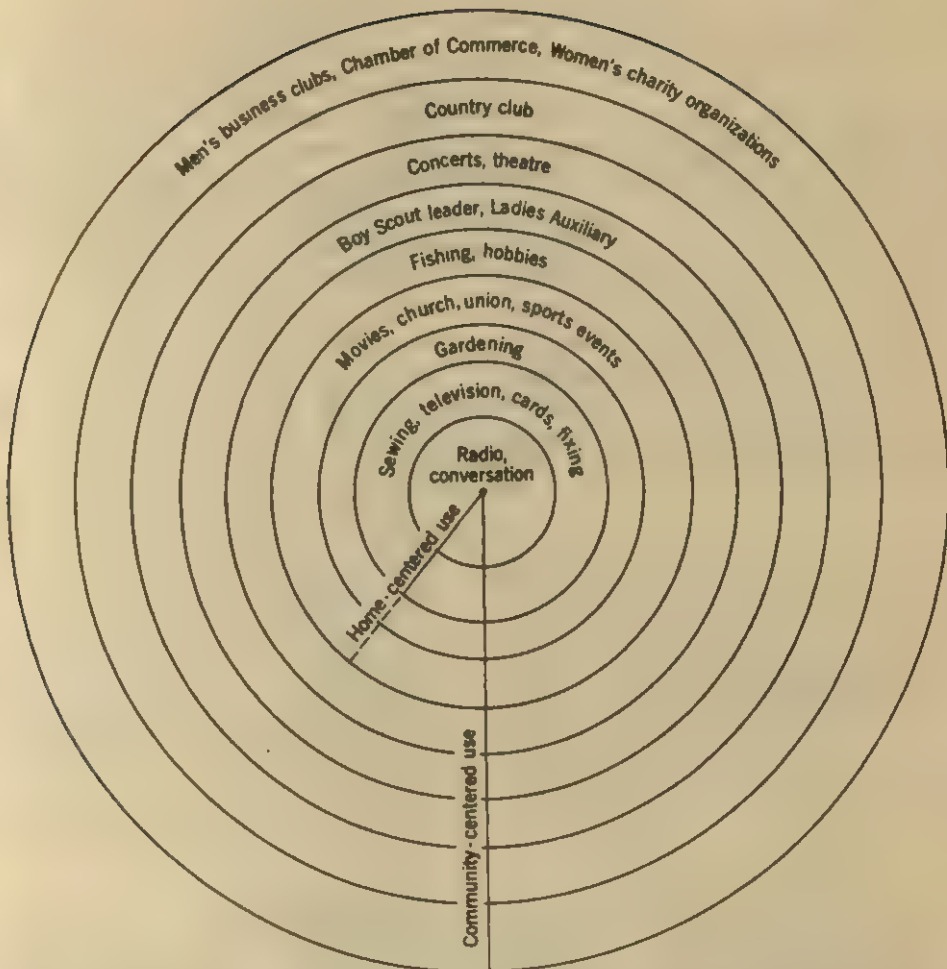 Men's business clubs, Chamber of Commerce, Women's charity organizations
Country club
Concerts, theatre
Boy Scout leader, Ladies Auxiliary
Fishing, hobbies
Movies, church, union, sports events
Gardening
Sewing, television, cards, fixing
Radio,
conversation
Home-centered use
Community-centered use